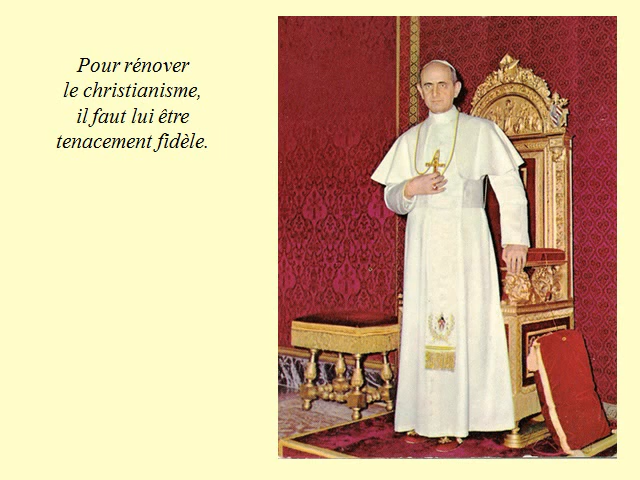 Pour rénover
le christianisme,
il faut lui être
tenacement fidèle.